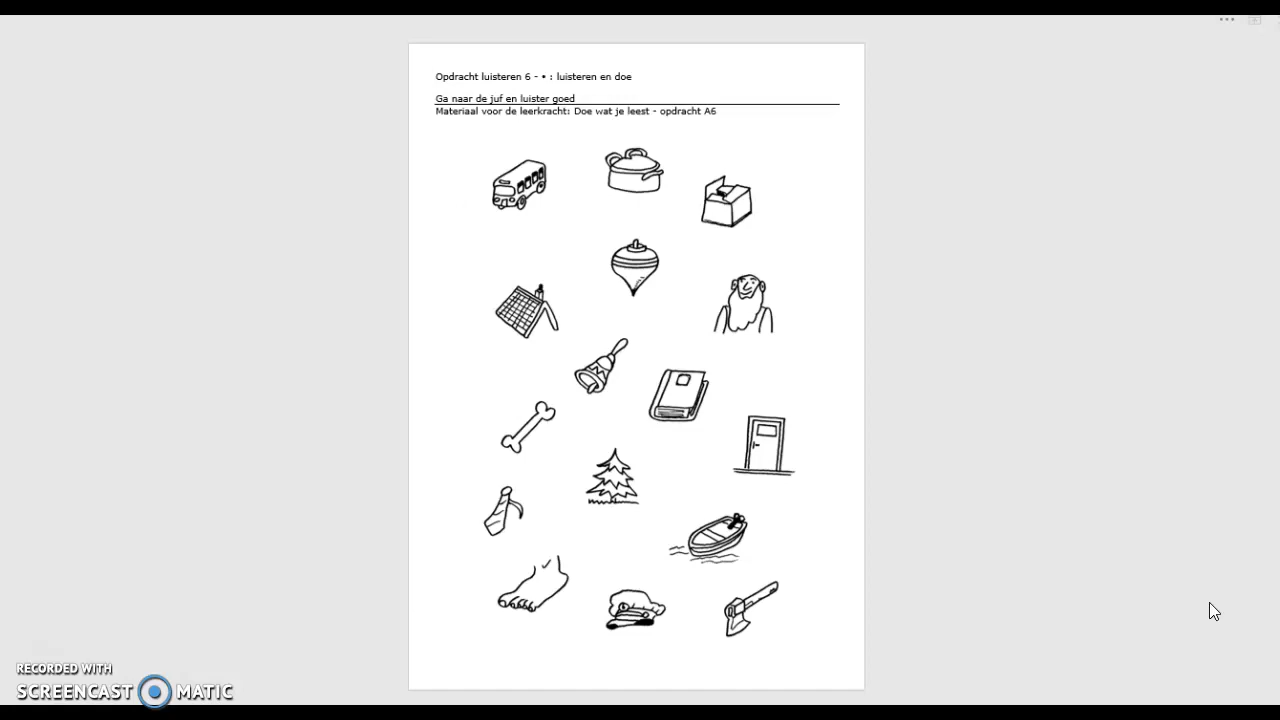 Opdracht luisteren 6 - • : luisteren en doe
Ga naar de juf en luister goed
Materiaal voor de leerkracht: Doe wat je leest - opdracht A6
RECORDED WITH
SCREENCAST MATIC